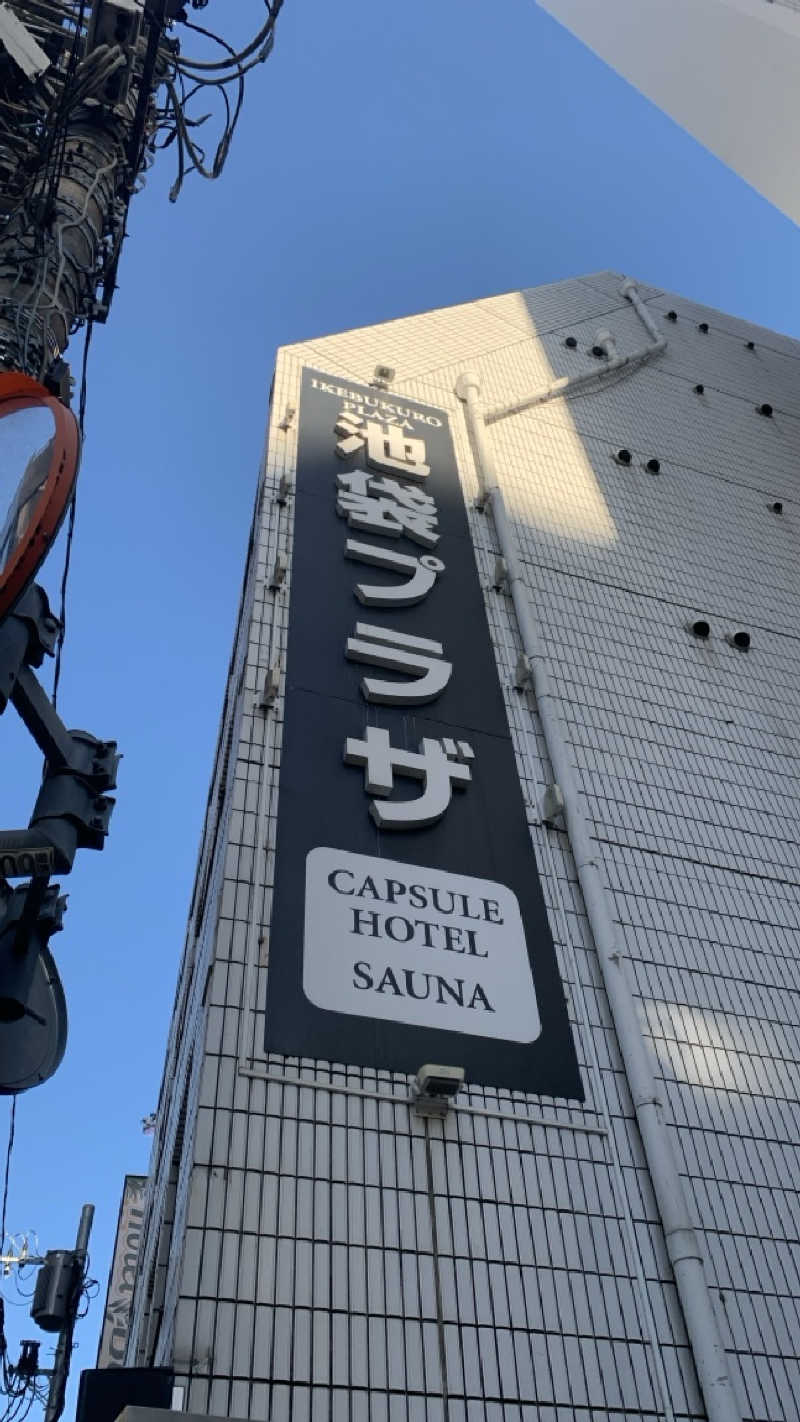 IKEBUKURO
PLAZA
池袋プラザ
CAPSULE
HOTEL
SAUNA